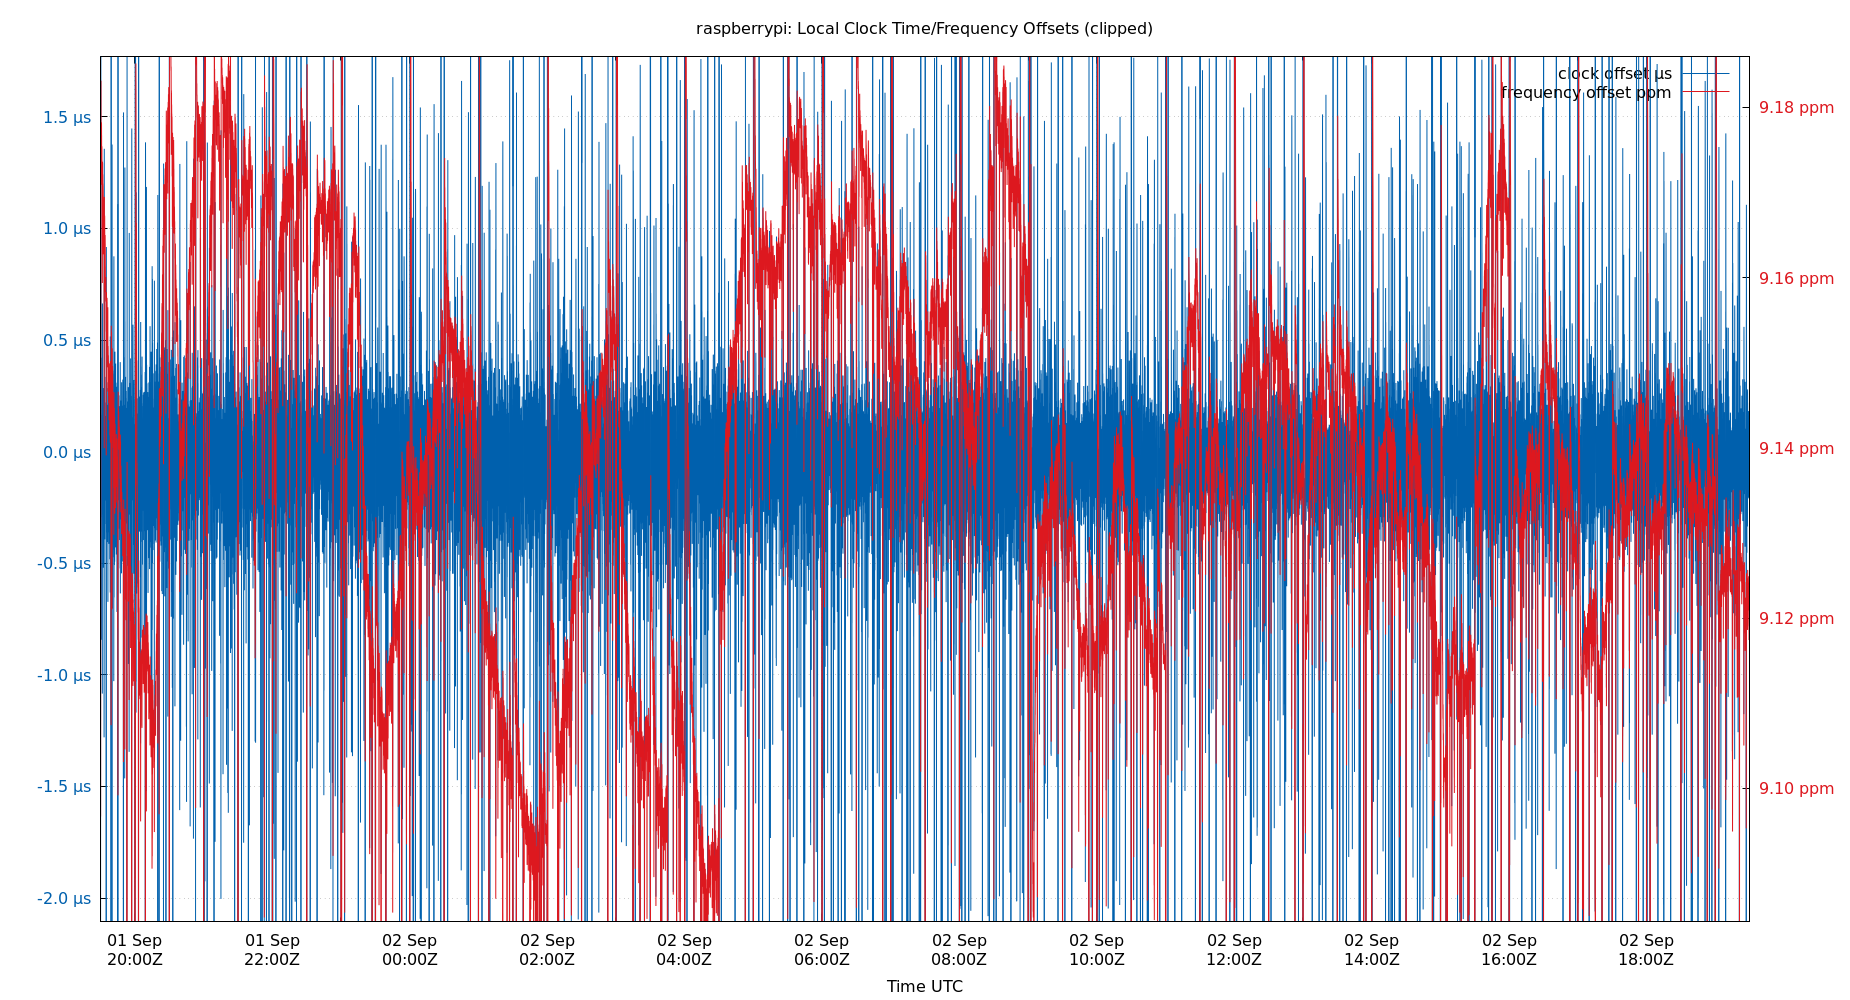 raspberrypi: Local Clock Time/Frequency Offsets (clipped)
clock offset µs
frequency offset ppm
1.5 µs
1.0 µs
0.5 µs
0.0 µs
-0.5 µs
-1.0 µs
-1.5 µs
-2.0 µs
9.18 ppm
9.16 ppm
9.14 ppm
9.12 ppm
9.10 ppm
01 Sep 01 Sep 02 Sep 02 Sep 02 Sep 02 Sep 02 Sep 02 Sep 02 Sep 02 Sep 02 Sep 02 Sep
20:00Z 22:00Z 00:00Z 02:00Z 04:00Z 06:00Z 08:00Z 10:00Z 12:00Z 14:00Z 16:00Z 18:00Z
Time UTC